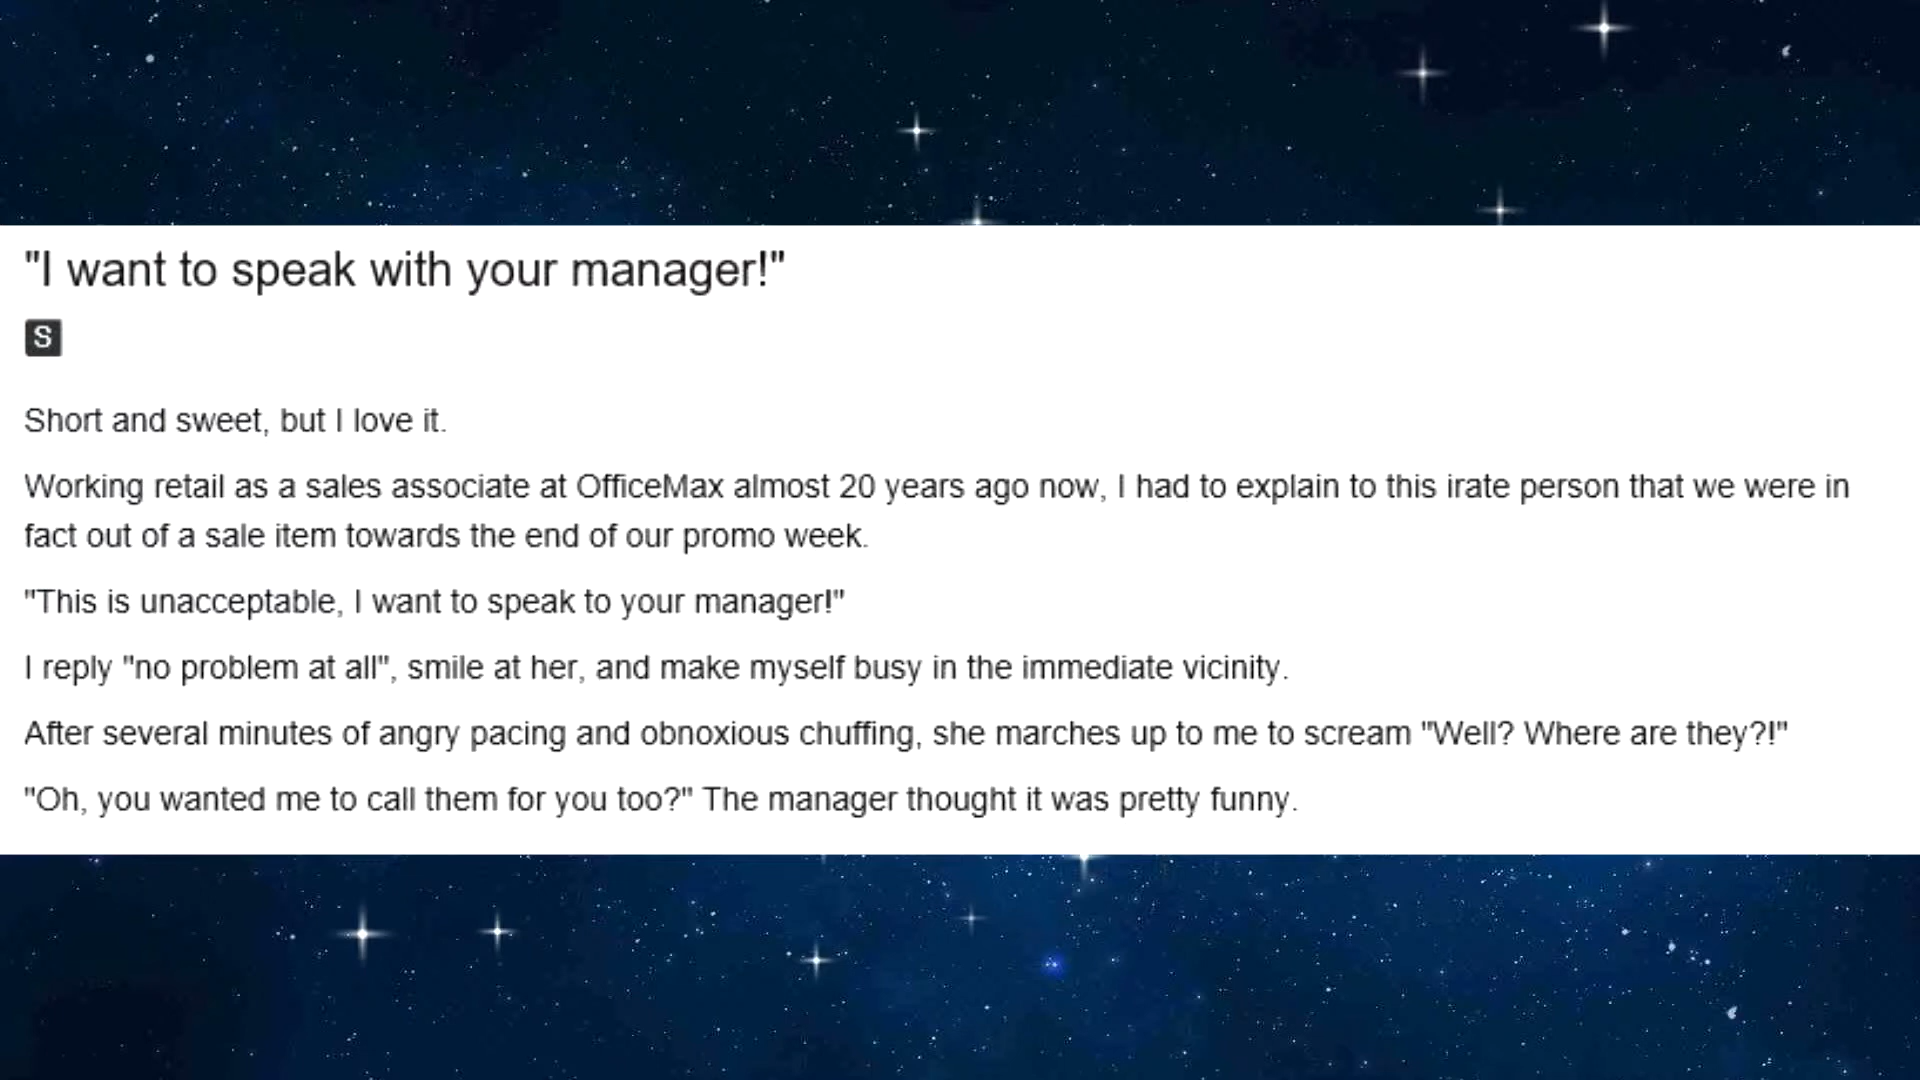 "I want to speak with your manager!"
S
Short and sweet, but I love it.
Working retail as a sales associate at OfficeMax almost 20 years ago now, I had to explain to this irate person that we were in
fact out of a sale item towards the end of our promo week.
"This is unacceptable, I want to speak to your manager!"
I reply "no problem at all", smile at her, and make myself busy in the immediate vicinity.
After several minutes of angry pacing and obnoxious chuffing, she marches up to me to scream "Well? Where are they?!"
"Oh, you wanted me to call them for you too?" The manager thought it was pretty funny.